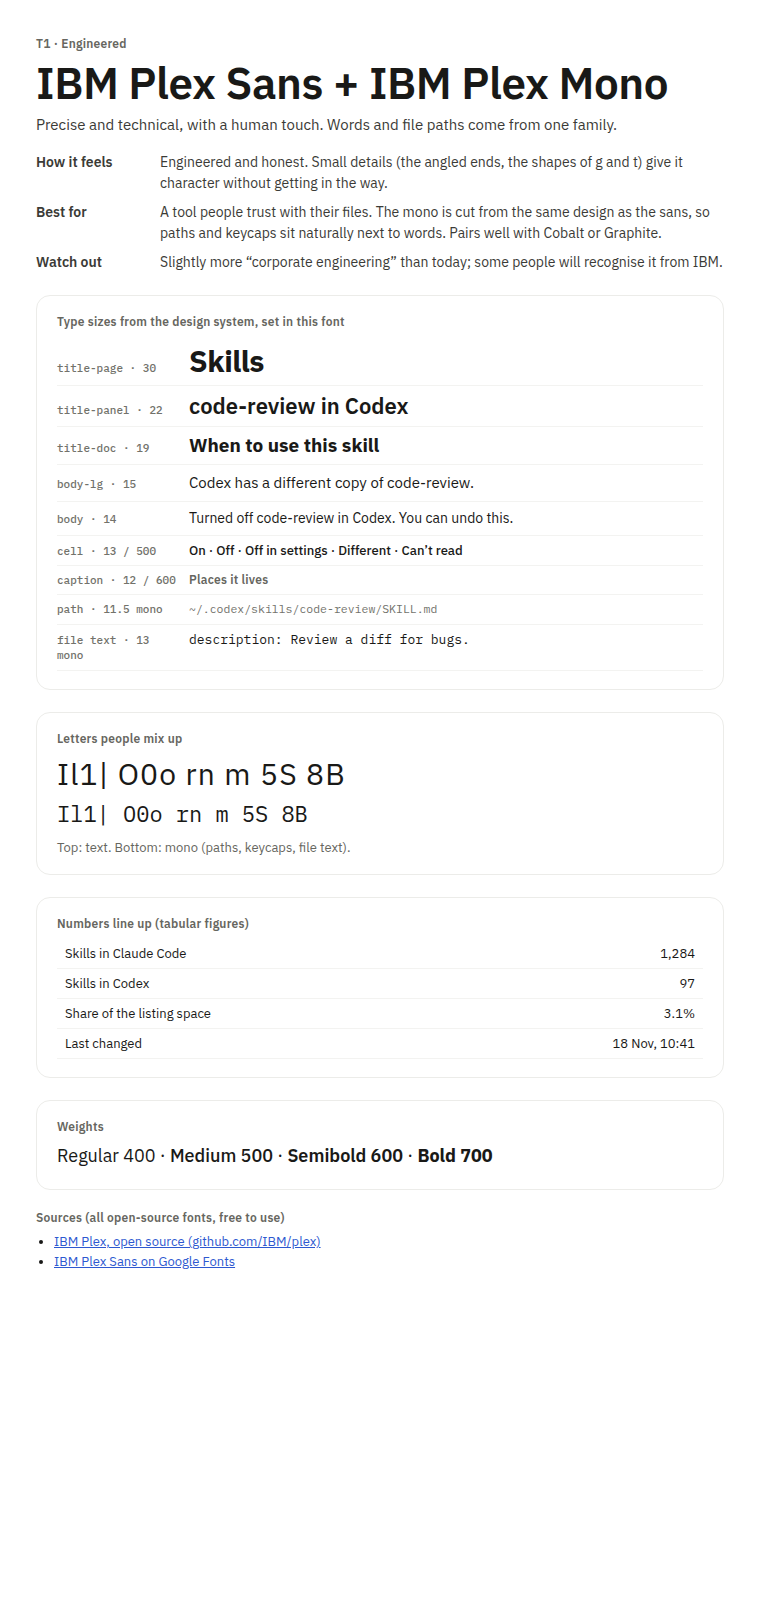 T1 · Engineered
IBM Plex Sans + IBM Plex Mono
Precise and technical, with a human touch. Words and file paths come from one family.
How it feels
Engineered and honest. Small details (the angled ends, the shapes of g and t) give it
character without getting in the way.
Best for
A tool people trust with their files. The mono is cut from the same design as the sans, so
paths and keycaps sit naturally next to words. Pairs well with Cobalt or Graphite.
Watch out
Slightly more “corporate engineering” than today; some people will recognise it from IBM.
Type sizes from the design system, set in this font
title-page · 30
Skills
title-panel · 22
code-review in Codex
title-doc · 19
When to use this skill
body-lg · 15
Codex has a different copy of code-review.
body · 14
Turned off code-review in Codex. You can undo this.
cell · 13 / 500
On · Off · Off in settings · Different · Can’t read
caption · 12 / 600
Places it lives
path · 11.5 mono
~/.codex/skills/code-review/SKILL.md
file text · 13
mono
description: Review a diff for bugs.
Letters people mix up
Il1| O0o rn m 5S 8B
Il1| O0o rn m 5S 8B
Top: text. Bottom: mono (paths, keycaps, file text).
Numbers line up (tabular figures)
Skills in Claude Code 1,284
Skills in Codex 97
Share of the listing space 3.1%
Last changed 18 Nov, 10:41
Weights
Regular 400 · Medium 500 · Semibold 600 · Bold 700
Sources (all open-source fonts, free to use)
• IBM Plex, open source (github.com/IBM/plex)
• IBM Plex Sans on Google Fonts